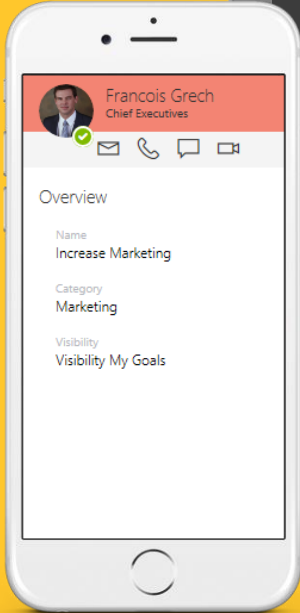 Francois Grech
Chief Executives
Overview
Name
Increase Marketing
Category
Marketing
Visibility
Visibility My Goals